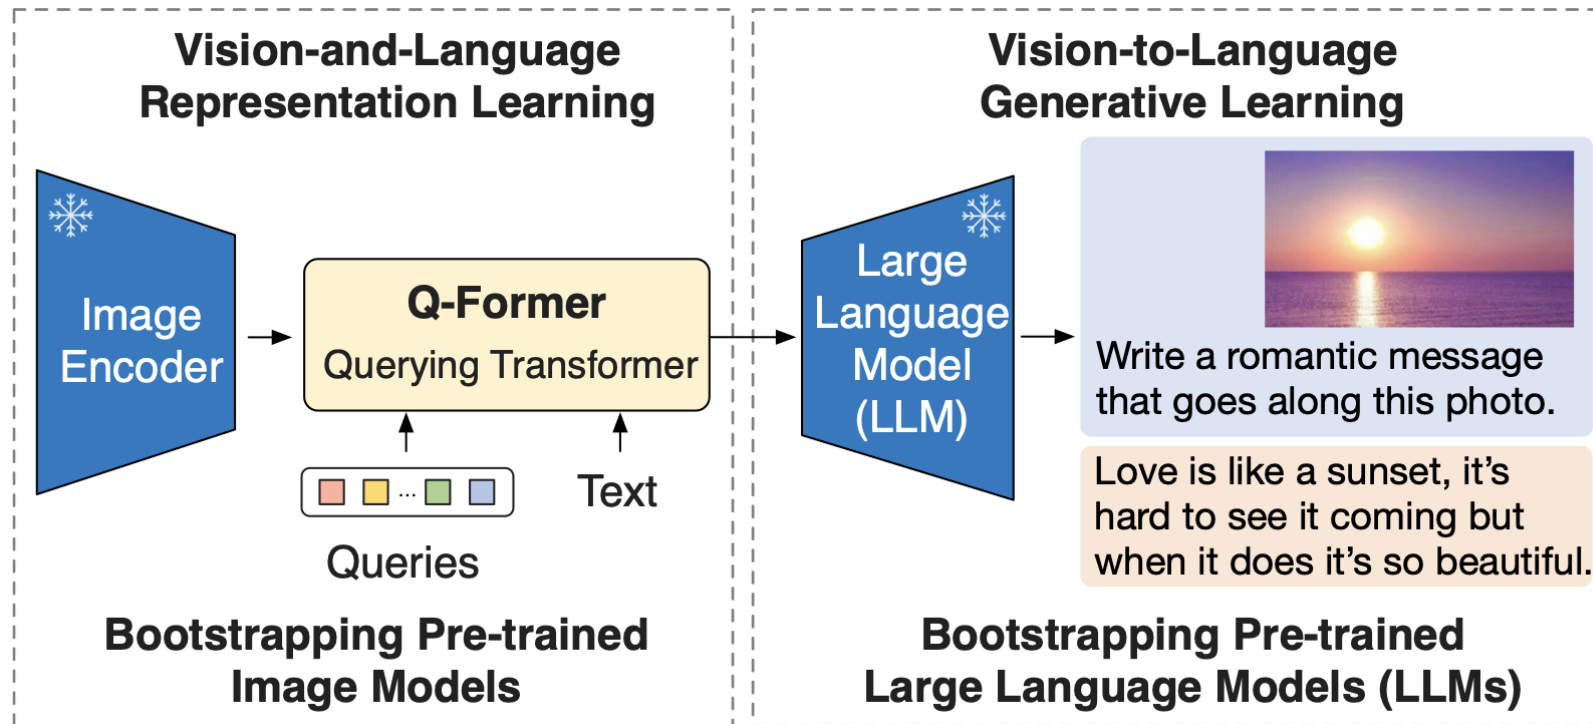 Vision-and-Language
Representation Learning
Image
Encoder
Q-Former
Querying Transformer
...
Queries
Text
Bootstrapping Pre-trained
Image Models
Vision-to-Language
Generative Learning
Large
Language
Model
(LLM)
Write a romantic message
that goes along this photo.
Love is like a sunset, it's
hard to see it coming but
when it does it's so beautiful.
Bootstrapping Pre-trained
Large Language Models (LLMs)